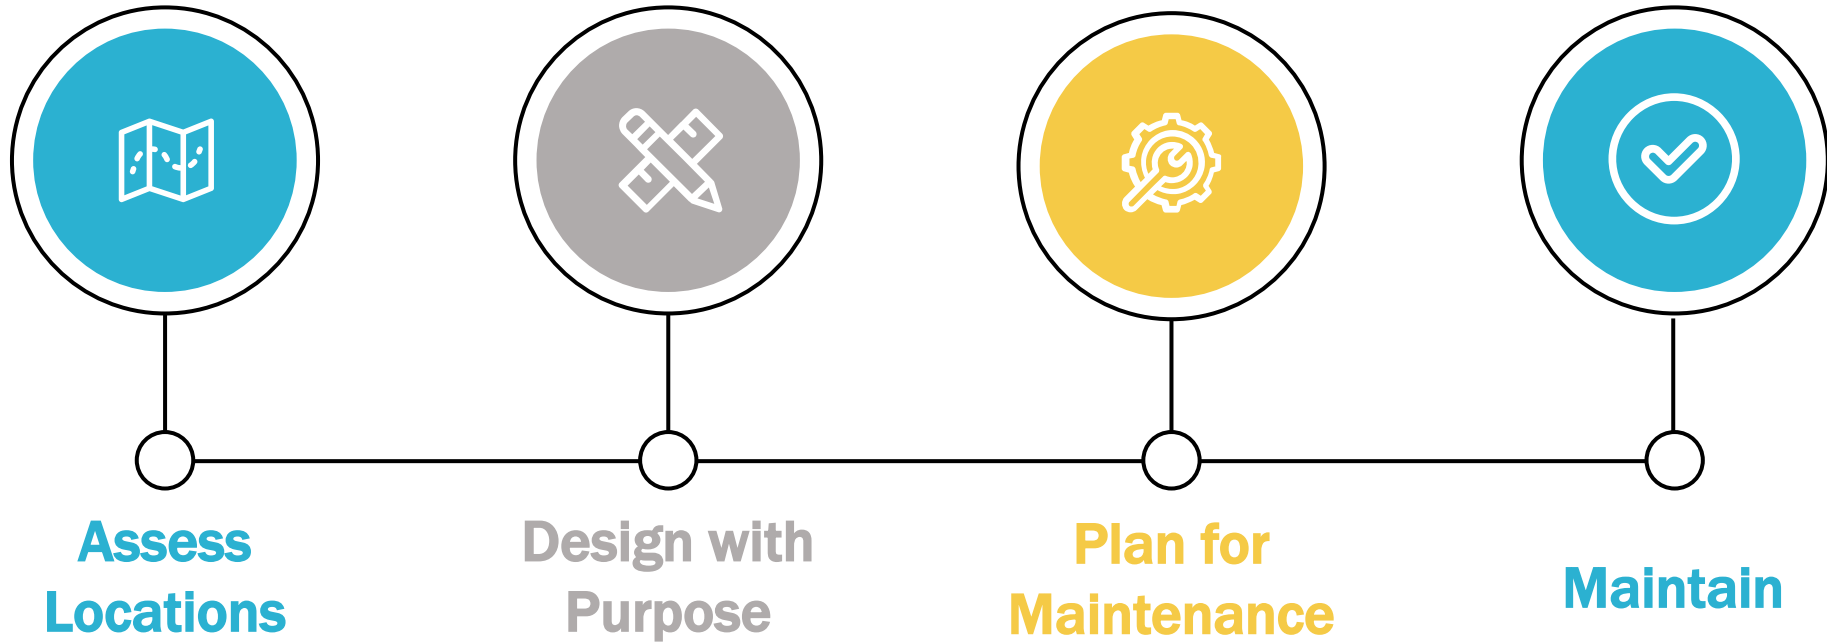 Assess
Locations
Design with
Purpose
Plan for
Maintenance
Maintain